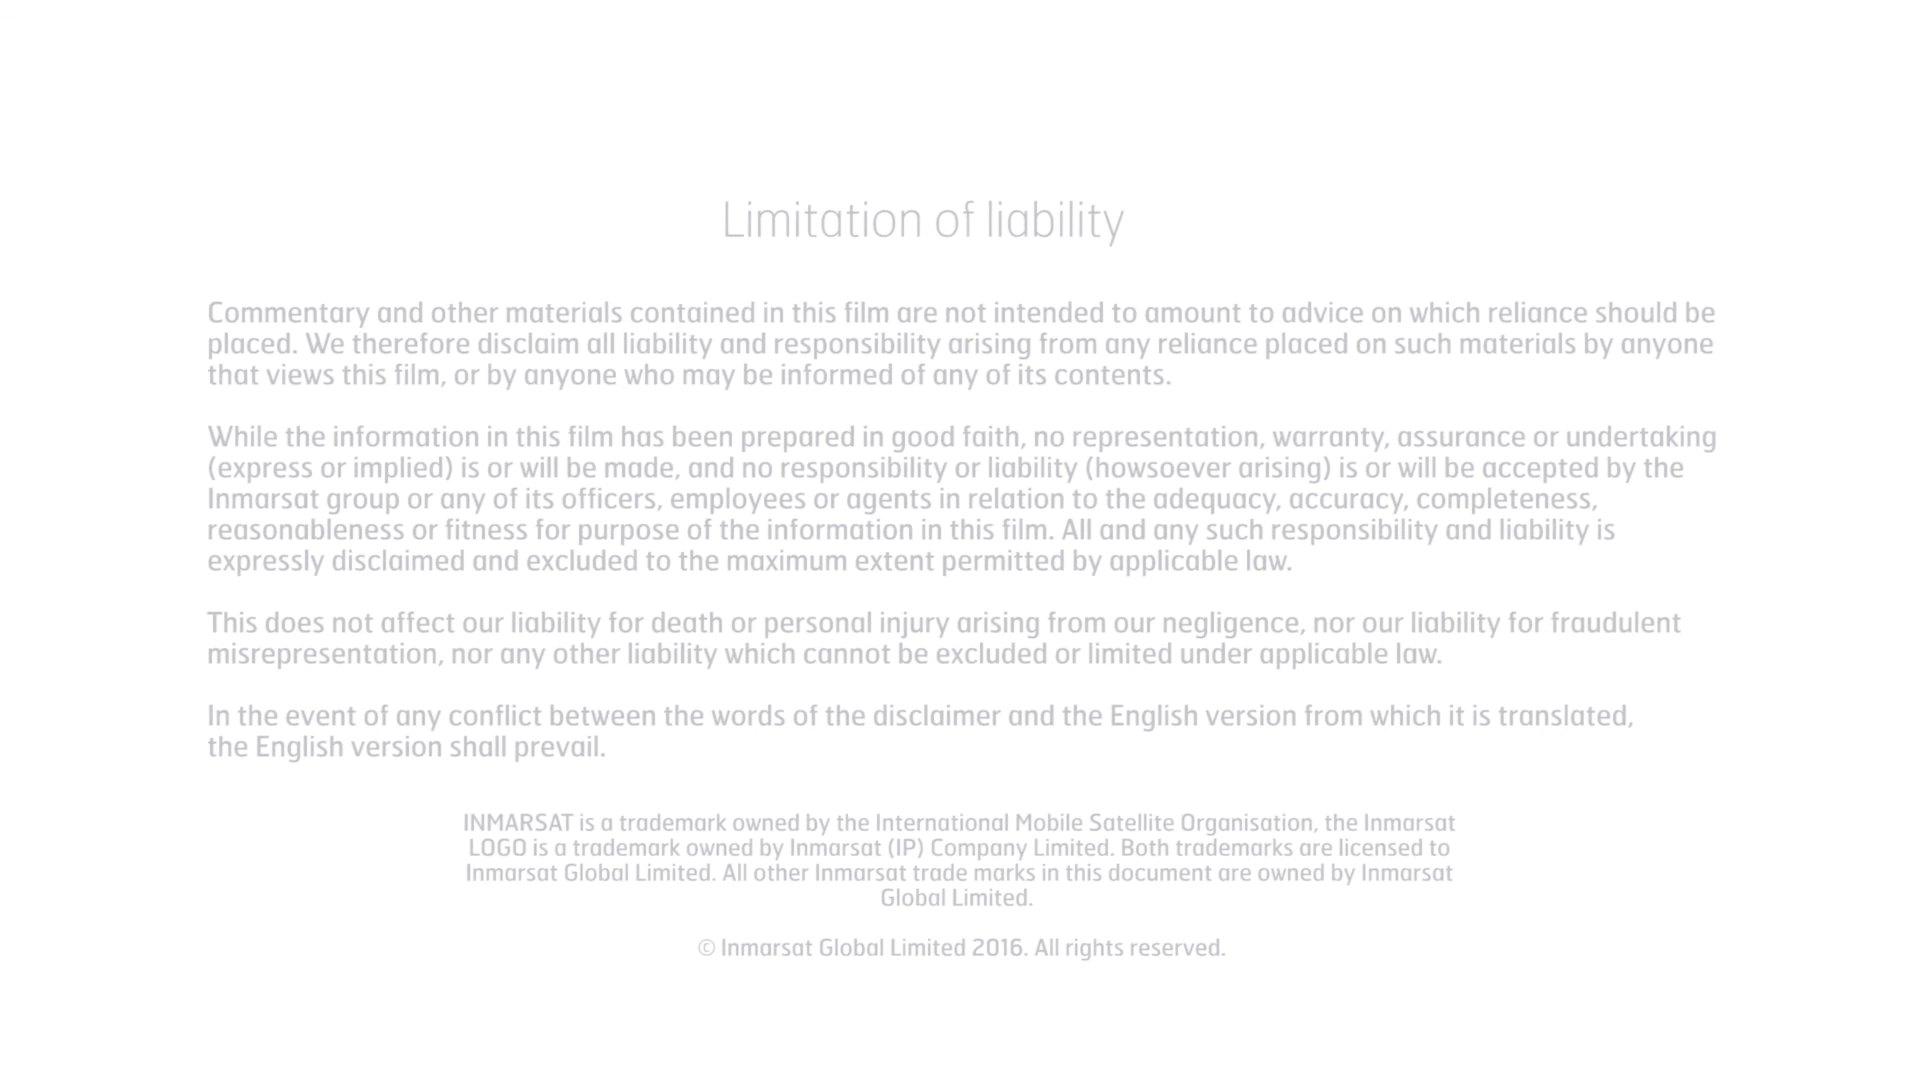 Limitation of liability
Commentary and other materials contained in this film are not intended to amount to advice on which reliance should be
placed. We therefore disclaim all liability and responsibility arising from any reliance placed on such materials by anyone
that views this film, or by anyone who may be informed of any of its contents.
While the information in this film has been prepared in good faith, no representation, warranty, assurance or undertaking
(express or implied) is or will be made, and no responsibility or liability (howsoever arising) is or will be accepted by the
Inmarsat group or any of its officers, employees or agents in relation to the adequacy, accuracy, completeness,
reasonableness or fitness for purpose of the information in this film. All and any such responsibility and liability is
expressly disclaimed and excluded to the maximum extent permitted by applicable law.
This does not affect our liability for death or personal injury arising from our negligence, nor our liability for fraudulent
misrepresentation, nor any other liability which cannot be excluded or limited under applicable law.
In the event of any conflict between the words of the disclaimer and the English version from which it is translated,
the English version shall prevail.
INMARSAT is a trademark owned by the International Mobile Satellite Organisation, the Inmarsat
LOGO is a trademark owned by Inmarsat (IP) Company Limited. Both trademarks are licensed to
Inmarsat Global Limited. All other Inmarsat trade marks in this document are owned by Inmarsat
Global Limited.
© Inmarsat Global Limited 2016. All rights reserved.